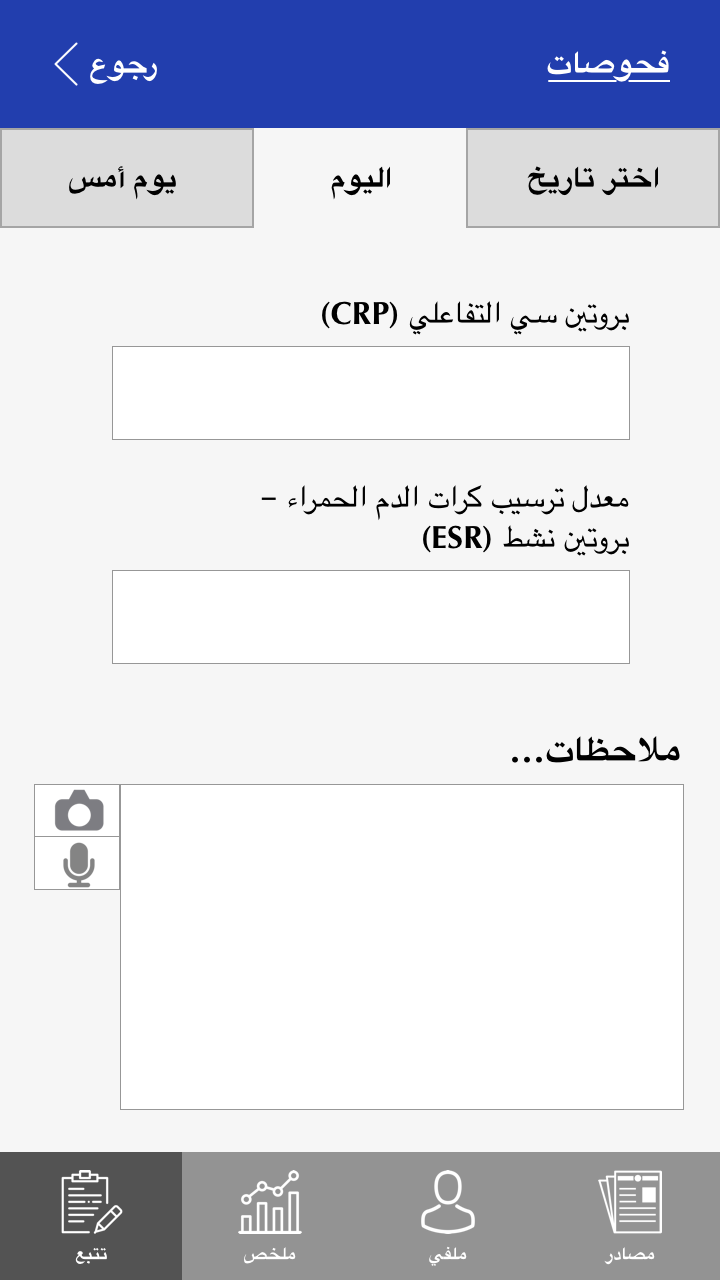 فحوصات
رجوع
اختر تاريخ
اليوم
يوم أمس
بروتين سي التفاعلي (CRP)
معدل ترسيب كرات الدم الحمراء –
بروتين نشط (ESR)
ملاحظات...
مصادر
ملفي
ملخص
تتبع